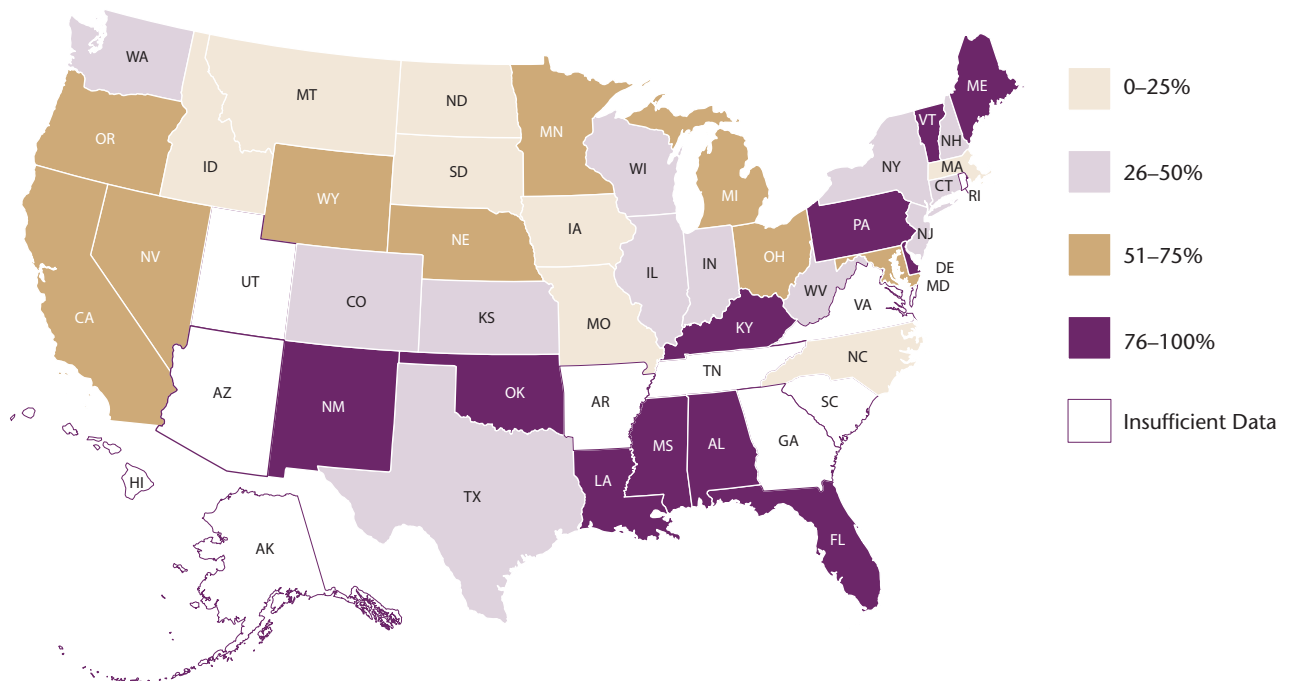 WA
MT
ND
MN
ME
VT
NH
OR
ID
SD
WI
NY
MA
CT
RI
WY
MI
PA
NE
IA
NJ
NV
UT
IL
IN
OH
DE
MD
CO
WV
VA
CA
KS
MO
KY
NC
AZ
NM
OK
AR
TN
SC
GA
MS
AL
LA
TX
FL
HI
AK
0–25%
26–50%
51–75%
76–100%
Insufficient Data